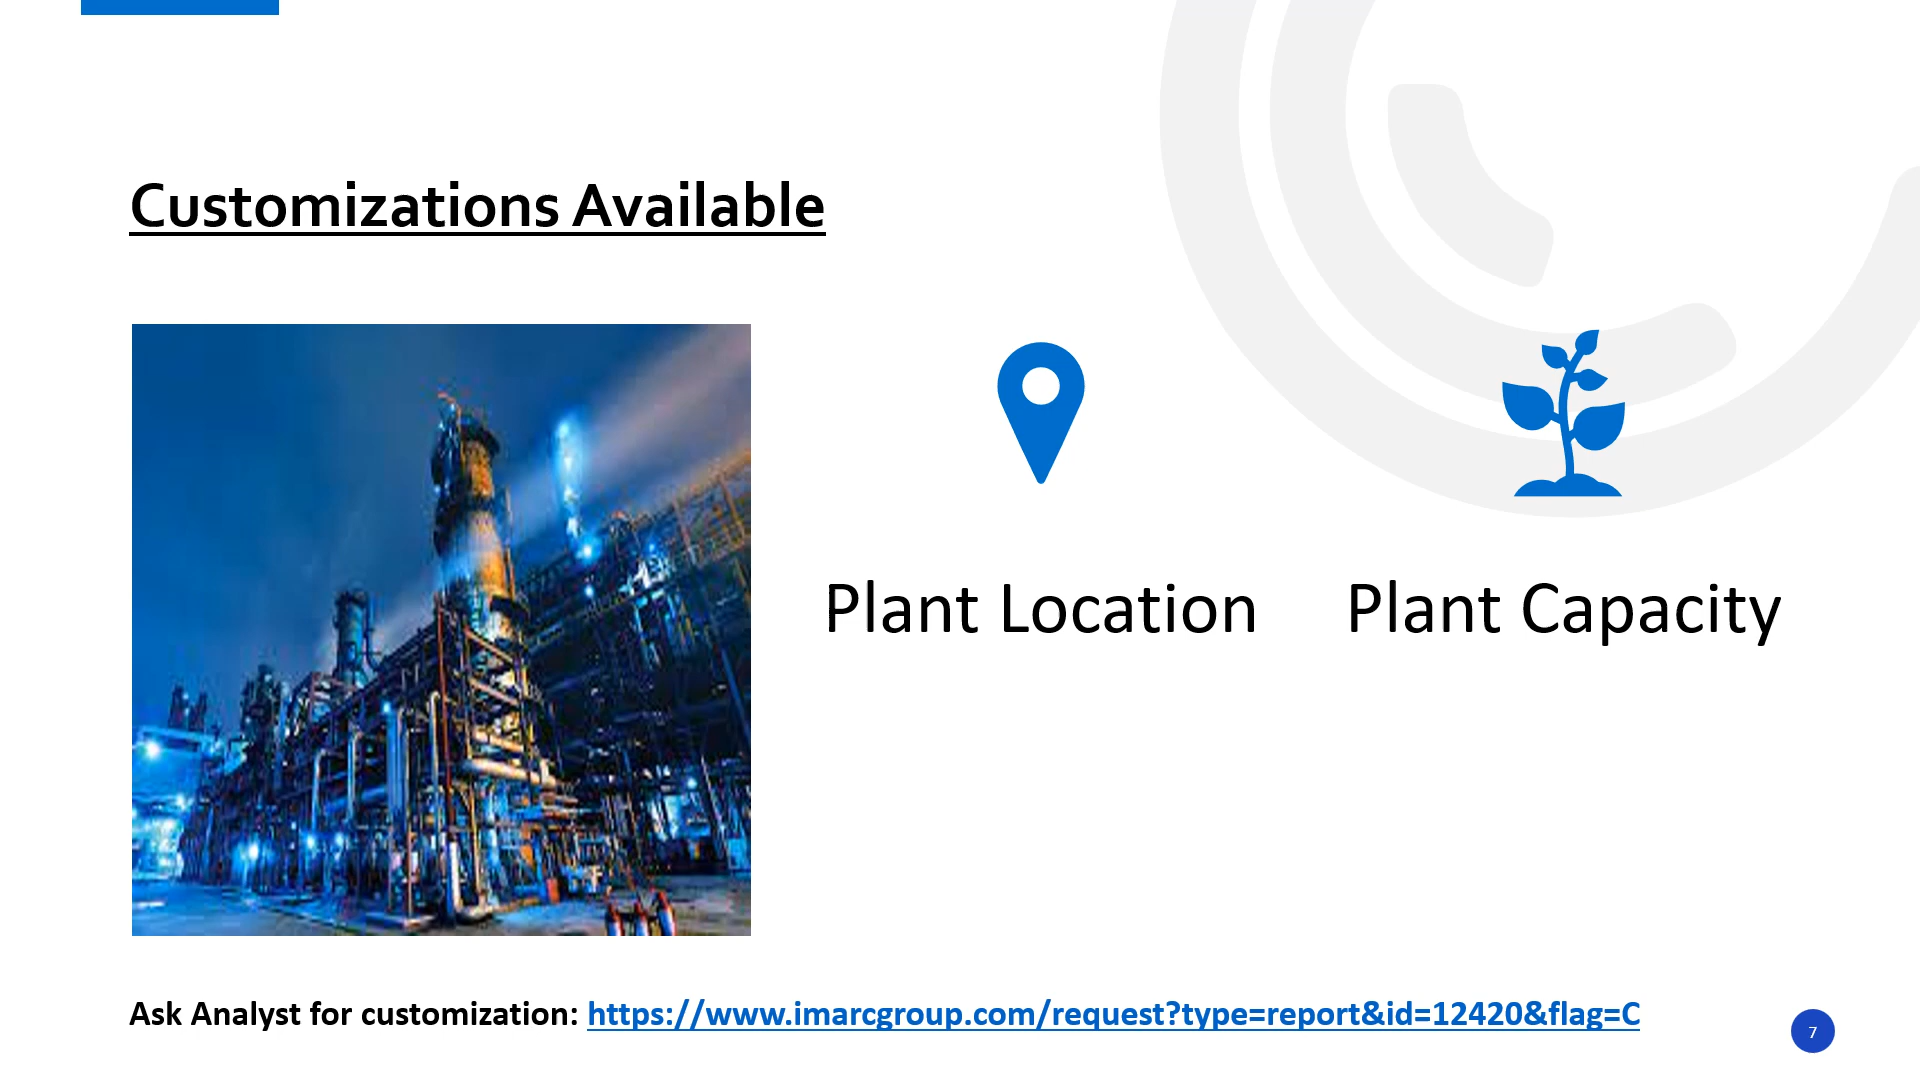 Customizations Available
Plant Location
Plant Capacity
Ask Analyst for customization: https://www.imarcgroup.com/request?type=report&id=12420&flag=C
7